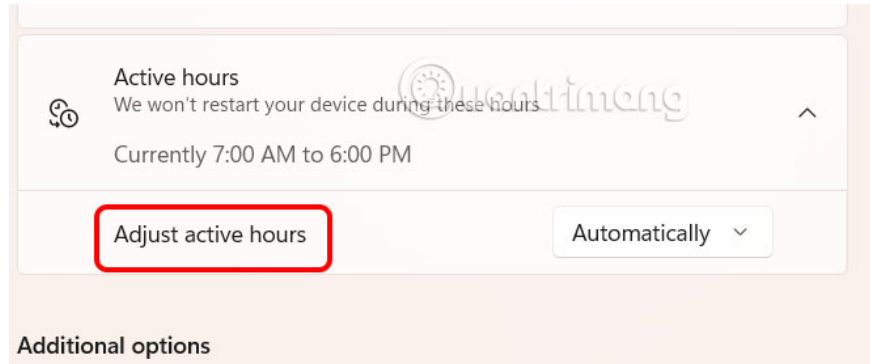 Active hours
We won't restart your device during these hours
Quantrimang
Currently 7:00 AM to 6:00 PM
Adjust active hours
Automatically
Additional options